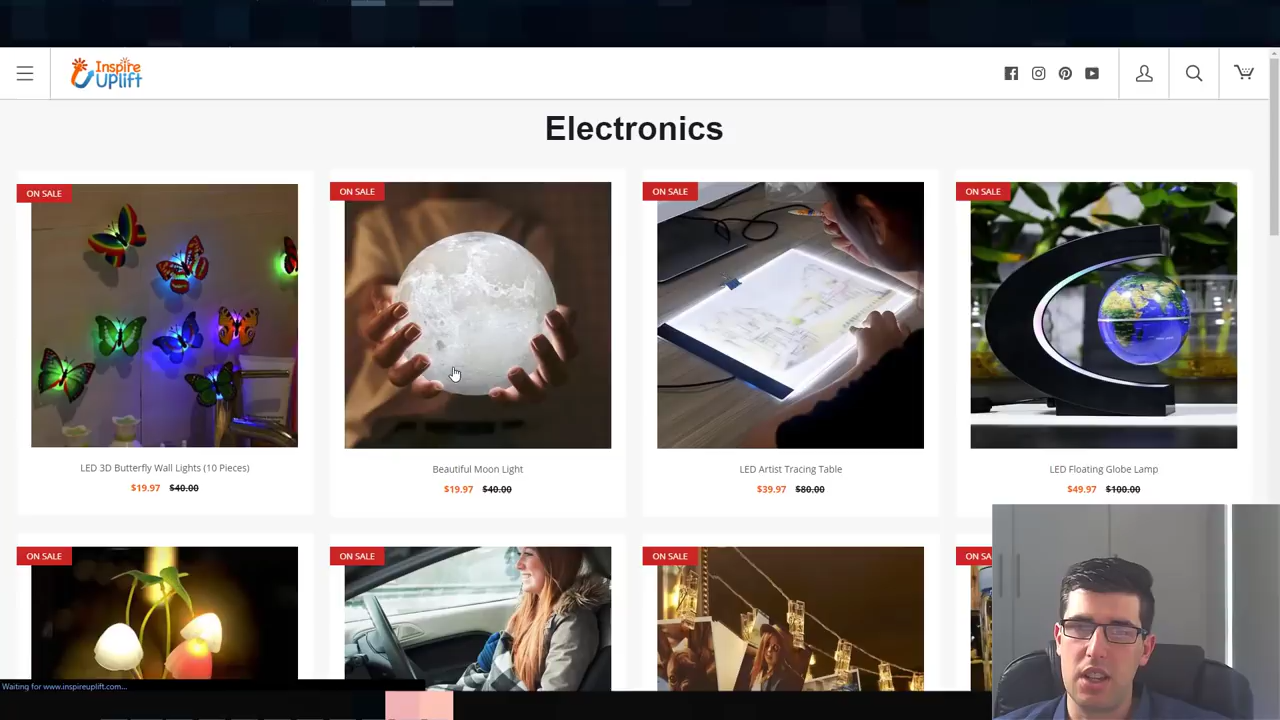 Inspire
Uplift
Electronics
ON SALE
ON SALE
ON SALE
ON SALE
LED 3D Butterfly Wall Lights (10 Pieces)
$19.97 $40.00
Beautiful Moon Light
$19.97 $40.00
LED Artist Tracing Table
$39.97 $80.00
LED Floating Globe Lamp
$49.97 $100.00
ON SALE
ON SALE
ON SALE
ON SA
Waiting for www.inspireuplift.com...